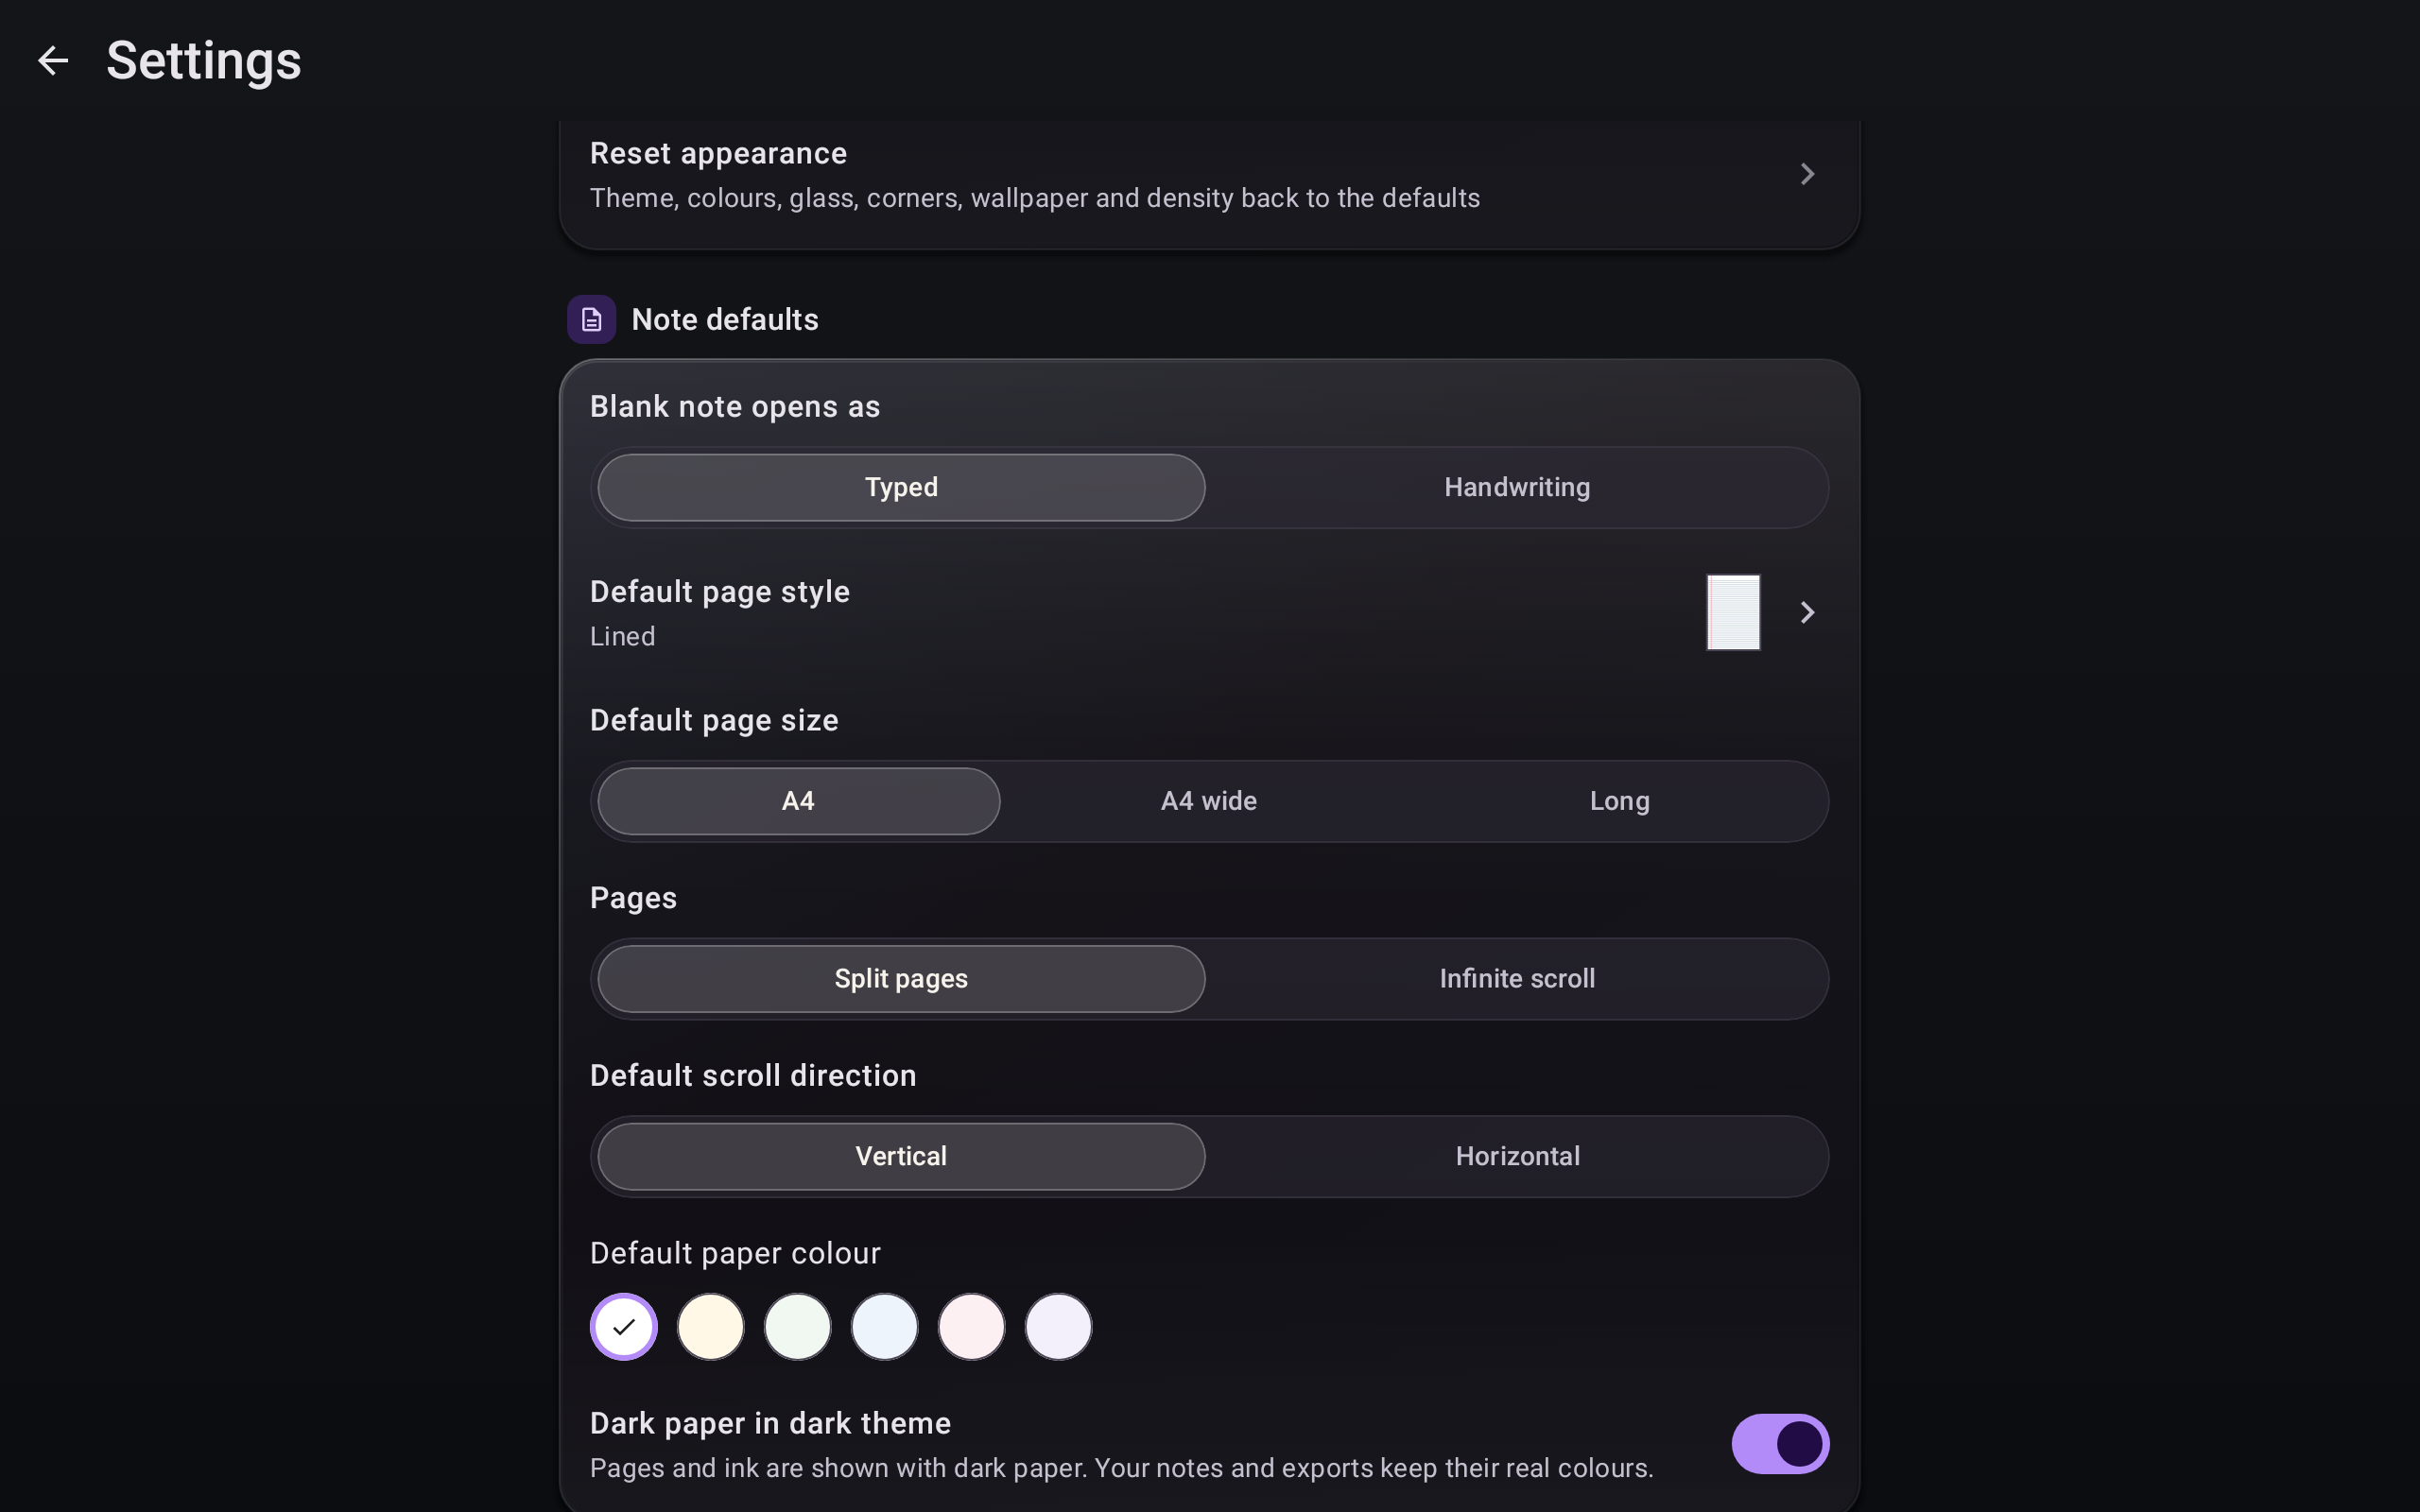 Settings
Reset appearance
Theme, colours, glass, corners, wallpaper and density back to the defaults
Note defaults
Blank note opens as
Typed
Handwriting
Default page style
Lined
Default page size
A4
A4 wide
Long
Pages
Split pages
Infinite scroll
Default scroll direction
Vertical
Horizontal
Default paper colour
Dark paper in dark theme
Pages and ink are shown with dark paper. Your notes and exports keep their real colours.